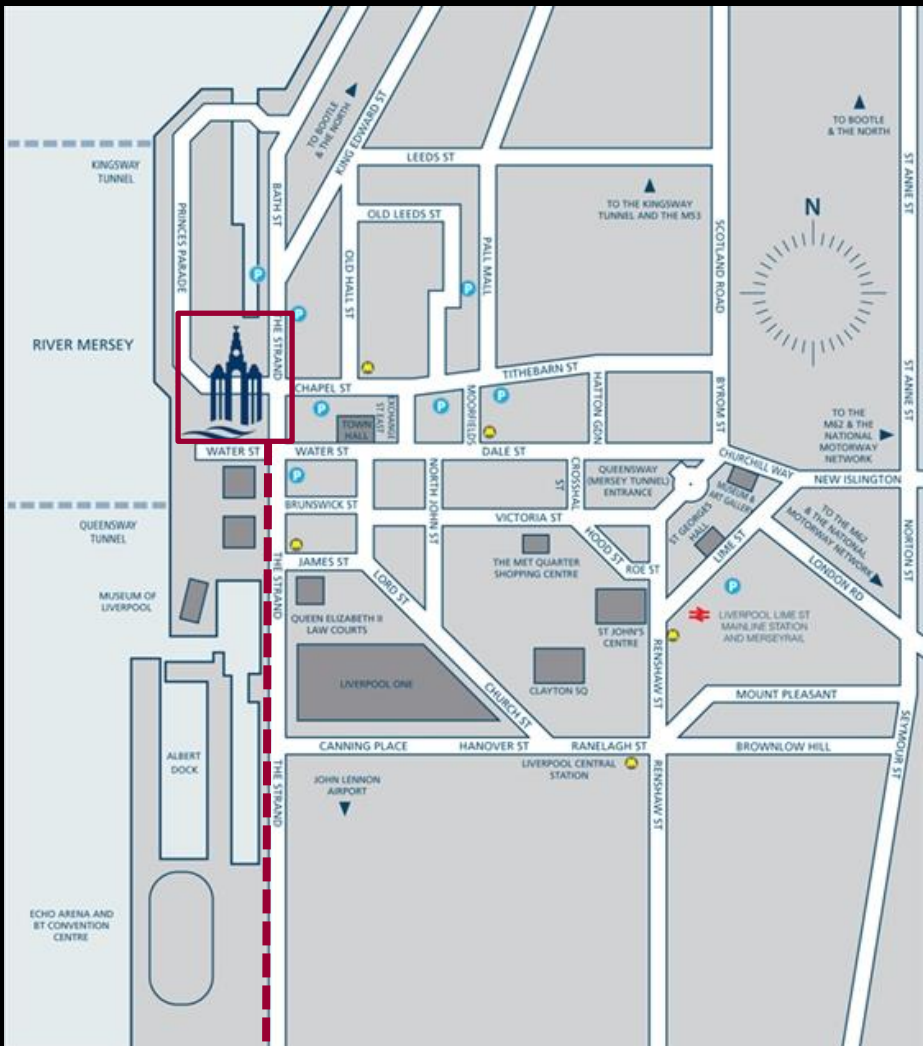 TO BOOTLE
& THE NORTH
KING EDWARD ST
LEEDS ST
TO BOOTLE
& THE NORTH
ST ANNE ST
KINGSWAY
TUNNEL
PRINCES PARADE
BATH ST
OLD LEEDS ST
OLD HALL ST
PALL MALL
TO THE KINGSWAY
TUNNEL AND THE M53
SCOTLAND ROAD
N
P
P
P
RIVER MERSEY
THE STRAND
CHAPEL ST
TITHEBARN ST
MOORFIELDS
HATTON GDN
BYROM ST
ST ANNE ST
P
P
P
EXCHANGE
ST EAST
TOWN
HALL
TO THE
M62 & THE
NATIONAL
MOTORWAY
NETWORK
WATER ST
WATER ST
DALE ST
CHURCHILL WAY
NEW ISLINGTON
P
NORTH JOHN ST
CROSSHAL
ST
QUEENSWAY
(MERSEY TUNNEL)
ENTRANCE
MUSEUM &
ART GALLERY
BRUNSWICK ST
VICTORIA ST
ST GEORGES
HALL
TO THE M62
& THE NATIONAL
MOTORWAY NETWORK
NORTON ST
QUEENSWAY
TUNNEL
JAMES ST
HOOD ST
LIME ST
LONDON RD
THE STRAND
LORD ST
THE MET QUARTER
SHOPPING CENTRE
ROE ST
P
MUSEUM OF
LIVERPOOL
QUEEN ELIZABETH II
LAW COURTS
ST JOHN'S
CENTRE
LIVERPOOL LIME ST
MAINLINE STATION
AND MERSEYRAIL
RENSHAW ST
LIVERPOOL ONE
CHURCH ST
CLAYTON SQ
MOUNT PLEASANT
SEYMOUR ST
CANNING PLACE
HANOVER ST
RANELAGH ST
BROWNLOW HILL
ALBERT
DOCK
THE STRAND
JOHN LENNON
AIRPORT
LIVERPOOL CENTRAL
STATION
RENSHAW ST
ECHO ARENA AND
BT CONVENTION
CENTRE